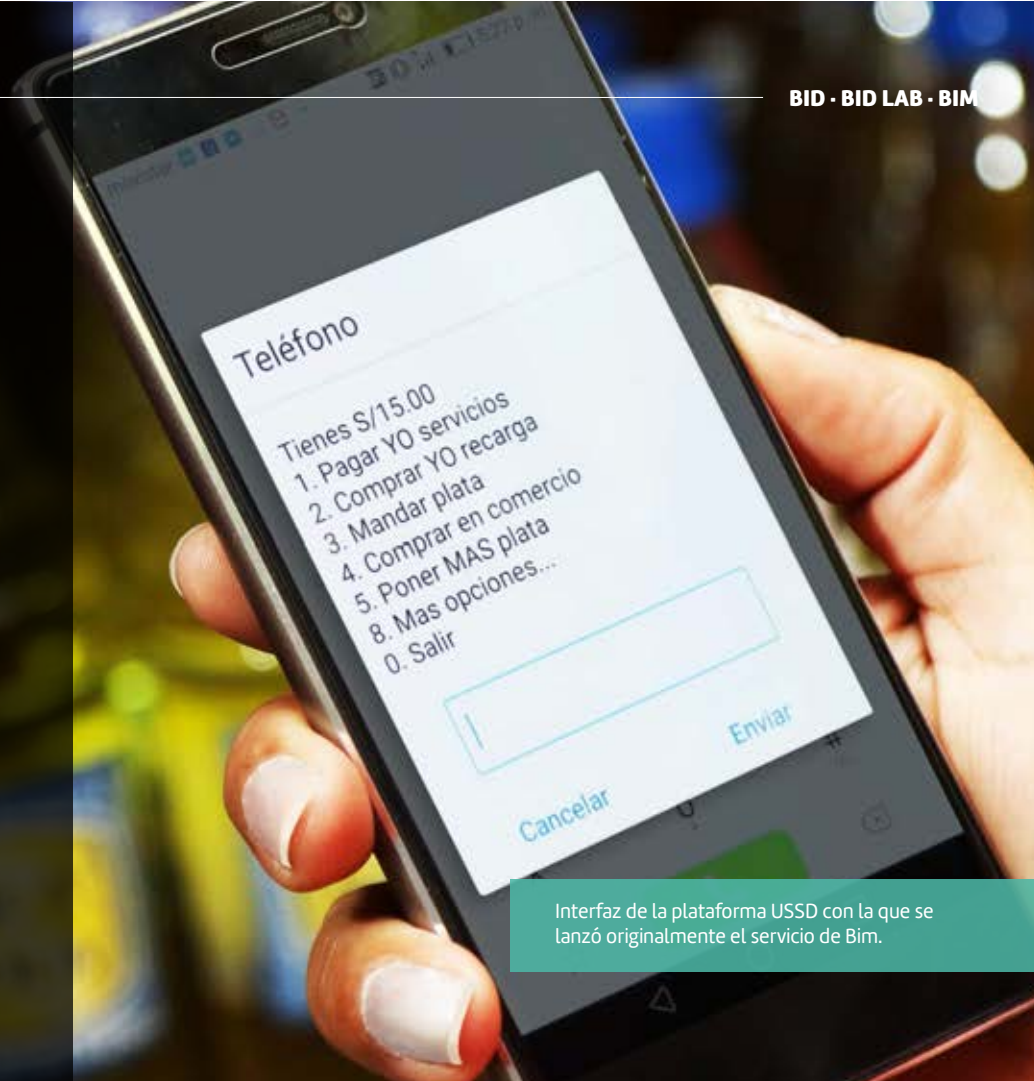 BID · BID LAB · BIM
movistar
Teléfono
Tienes S/15.00
1. Pagar YO servicios
2. Comprar YO recarga
3. Mandar plata
4. Comprar en comercio
5. Poner MAS plata
8. Mas opciones...
0. Salir
Cancelar
Enviar
#
Interfaz de la plataforma USSD con la que se
lanzó originalmente el servicio de Bim.